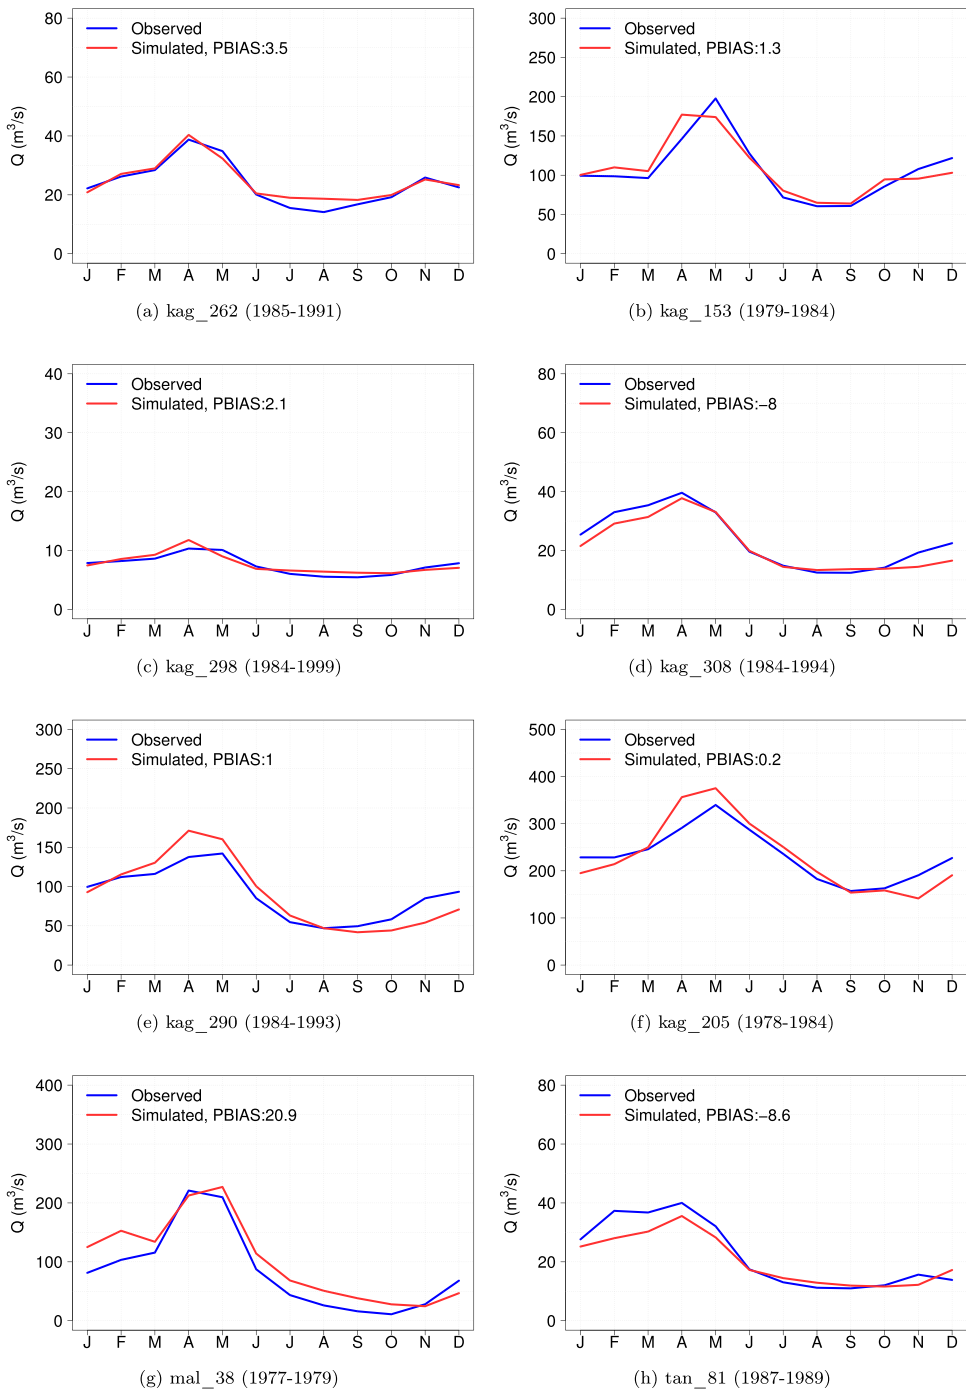 80
60
40
20
0
Q (m³/s)
Observed
Simulated, PBIAS:3.5
J F M A M J J A S O N D
(a) kag_262 (1985-1991)
300
250
200
150
100
50
0
Q (m³/s)
Observed
Simulated, PBIAS:1.3
J F M A M J J A S O N D
(b) kag_153 (1979-1984)
40
30
20
10
0
Q (m³/s)
Observed
Simulated, PBIAS:2.1
J F M A M J J A S O N D
(c) kag_298 (1984-1999)
80
60
40
20
0
Q (m³/s)
Observed
Simulated, PBIAS:−8
J F M A M J J A S O N D
(d) kag_308 (1984-1994)
300
250
200
150
100
50
0
Q (m³/s)
Observed
Simulated, PBIAS:1
J F M A M J J A S O N D
(e) kag_290 (1984-1993)
500
400
300
200
100
0
Q (m³/s)
Observed
Simulated, PBIAS:0.2
J F M A M J J A S O N D
(f) kag_205 (1978-1984)
400
300
200
100
0
Q (m³/s)
Observed
Simulated, PBIAS:20.9
J F M A M J J A S O N D
(g) mal_38 (1977-1979)
80
60
40
20
0
Q (m³/s)
Observed
Simulated, PBIAS:−8.6
J F M A M J J A S O N D
(h) tan_81 (1987-1989)